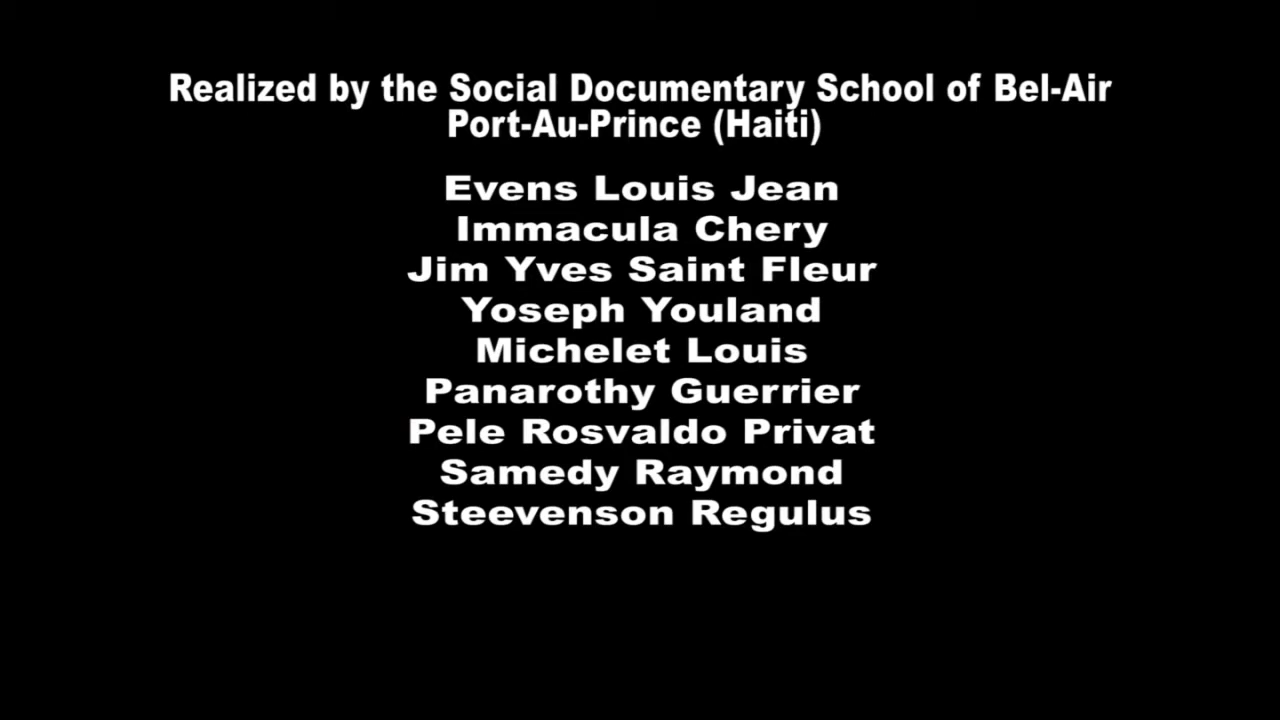 Realized by the Social Documentary School of Bel-Air
Port-Au-Prince (Haiti)
Evens Louis Jean
Immacula Chery
Jim Yves Saint Fleur
Yoseph Youland
Michelet Louis
Panarothy Guerrier
Pele Rosvaldo Privat
Samedy Raymond
Steevenson Regulus